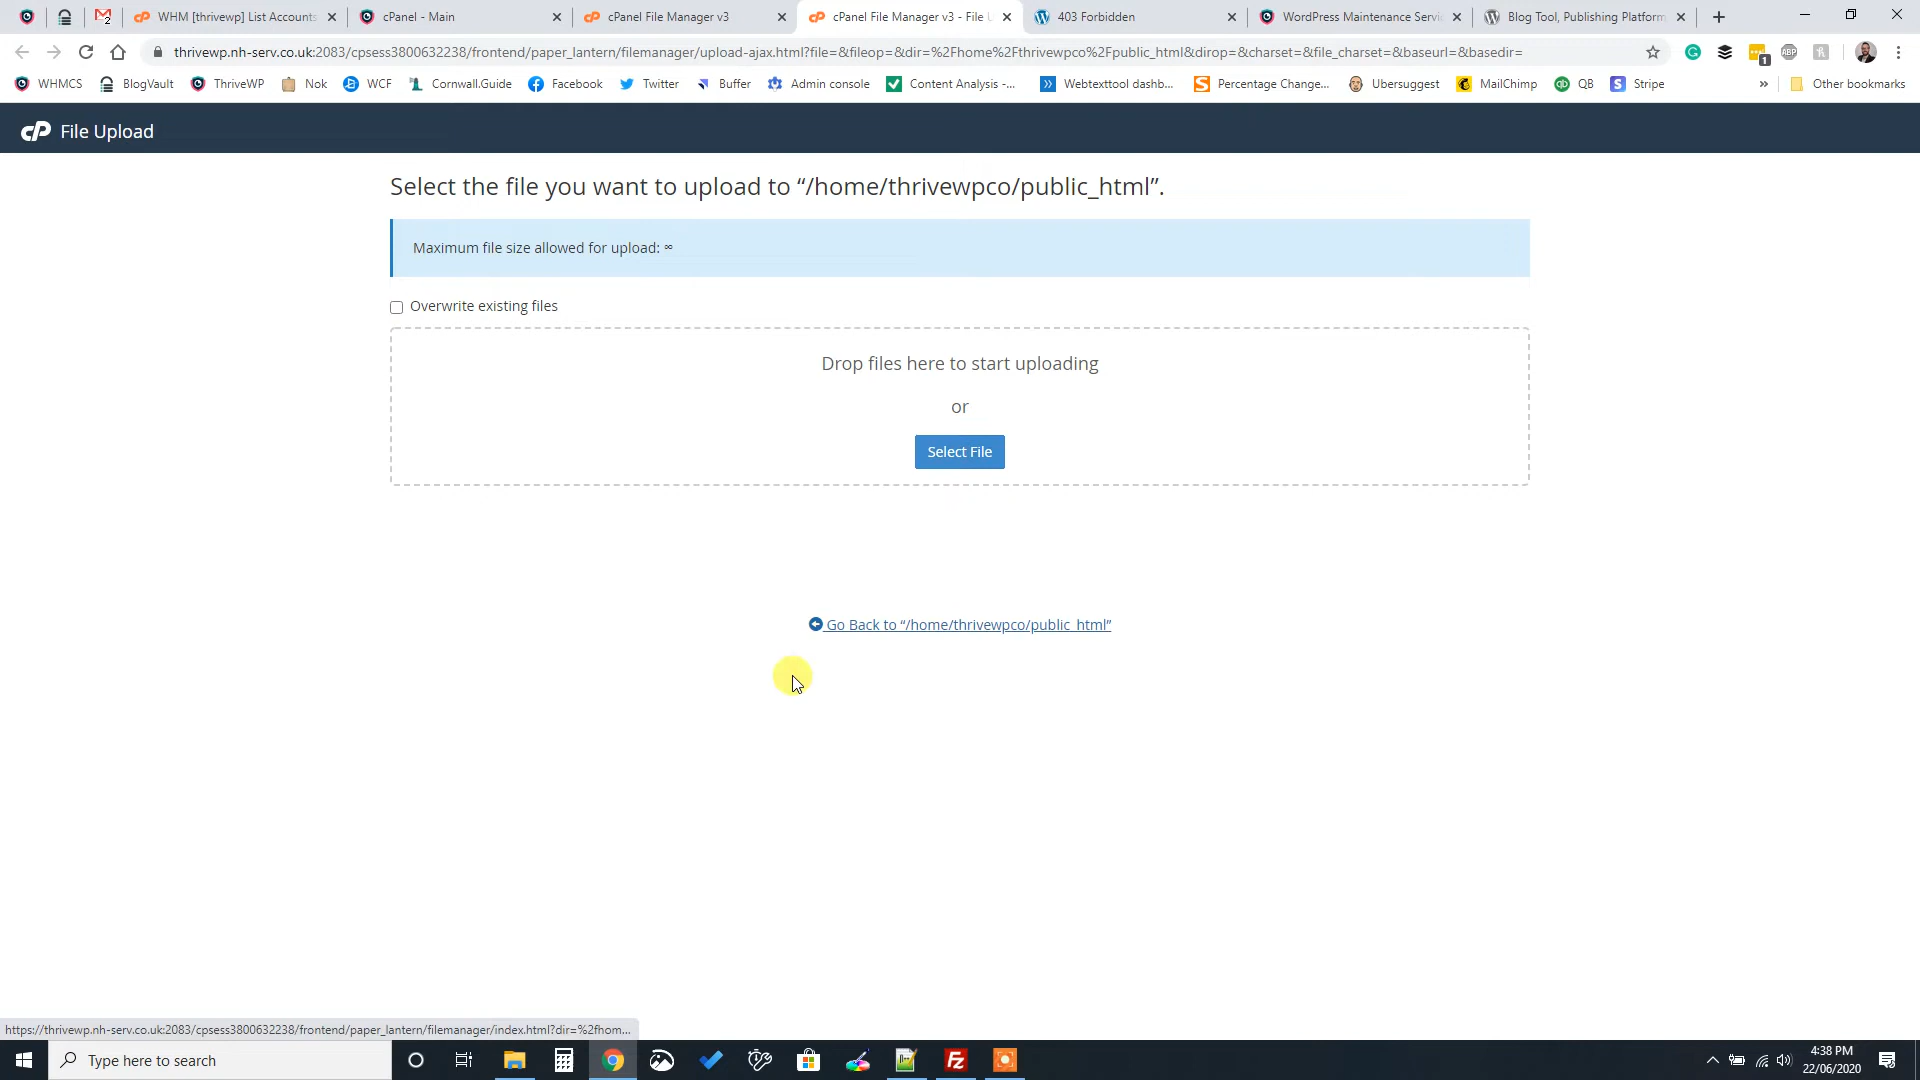 WHM [thrivewp] List Accounts
cPanel - Main
cPanel File Manager v3
cPanel File Manager v3 - File U
403 Forbidden
WordPress Maintenance Servi
Blog Tool, Publishing Platform
thrivewp.nh-serv.co.uk:2083/cpsess3800632238/frontend/paper_lantern/filemanager/upload-ajax.html?file=&fileop=&dir=%2Fhome%2Fthrivewpco%2Fpublic_html&dirop=&charset=&file_charset=&baseurl=&basedir=
1
ABP
WHMCS
BlogVault
ThriveWP
Nok
WCF
Cornwall.Guide
Facebook
Twitter
Buffer
Admin console
Content Analysis -...
Webtexttool dashb...
Percentage Change...
Ubersuggest
MailChimp
QB
Stripe
»
Other bookmarks
cP File Upload
Select the file you want to upload to “/home/thrivewpco/public_html”.
Maximum file size allowed for upload: ∞
Overwrite existing files
Drop files here to start uploading
or
Select File
Go Back to “/home/thrivewpco/public_html”
https://thrivewp.nh-serv.co.uk:2083/cpsess3800632238/frontend/paper_lantern/filemanager/index.html?dir=%2fhom...
Type here to search
4:38 PM
22/06/2020